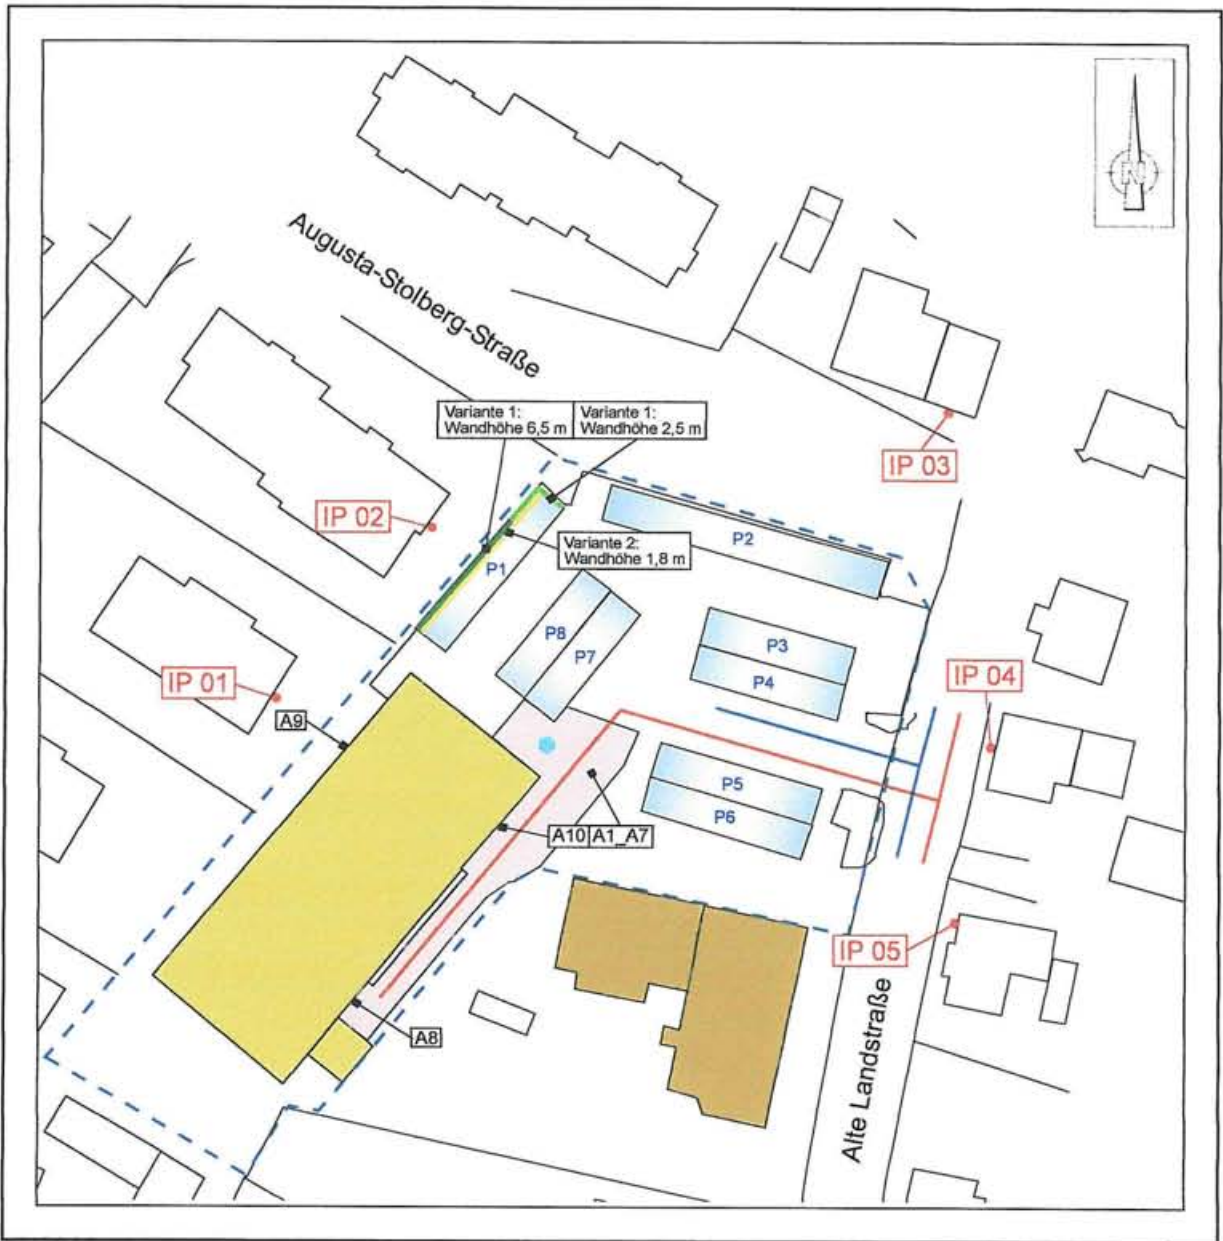 N
Augusta-Stolberg-Straße
Variante 1:
Wandhöhe 6,5 m
Variante 1:
Wandhöhe 2,5 m
IP 03
IP 02
Variante 2:
Wandhöhe 1,8 m
P1
P2
P8
P7
P3
P4
IP 01
IP 04
A9
P5
P6
A10
A1_A7
IP 05
A8
Alte Landstraße